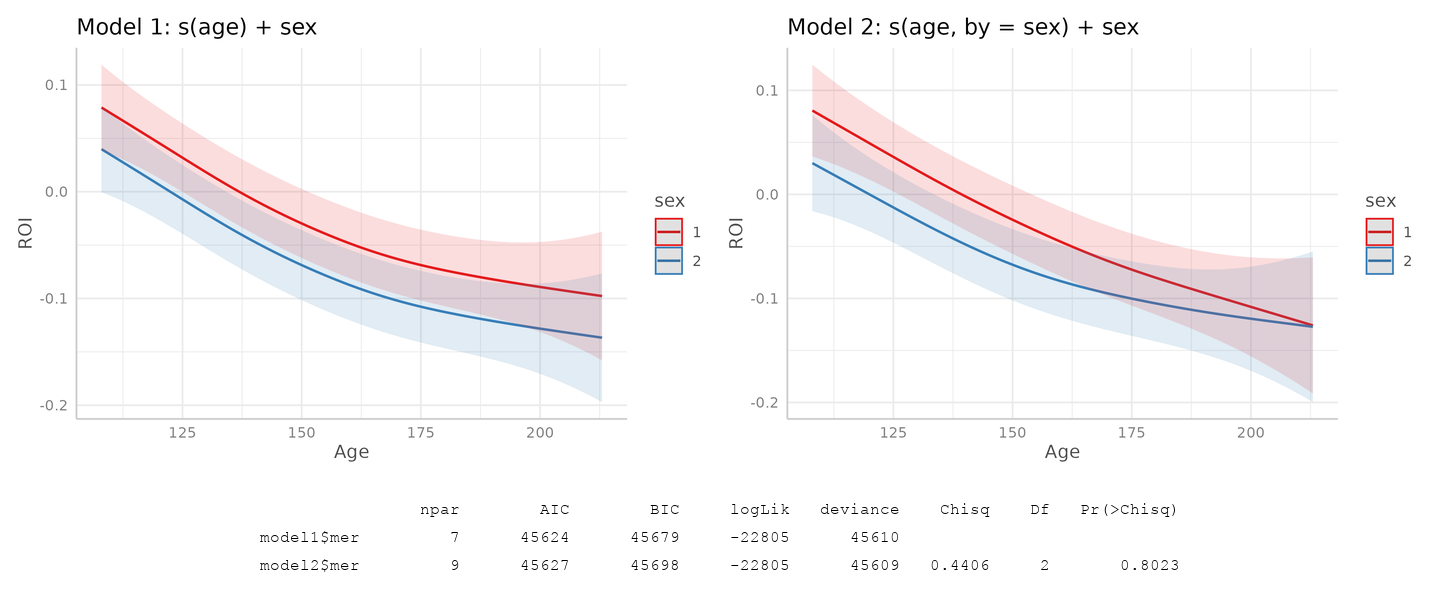 Model 1: s(age) + sex
0.1
0.0
-0.1
-0.2
ROI
125 150 175 200
Age
sex
1
2
Model 2: s(age, by = sex) + sex
0.1
0.0
-0.1
-0.2
ROI
125 150 175 200
Age
sex
1
2
npar AIC BIC logLik deviance Chisq Df Pr(>Chisq)
model1$mer 7 45624 45679 -22805 45610
model2$mer 9 45627 45698 -22805 45609 0.4406 2 0.8023